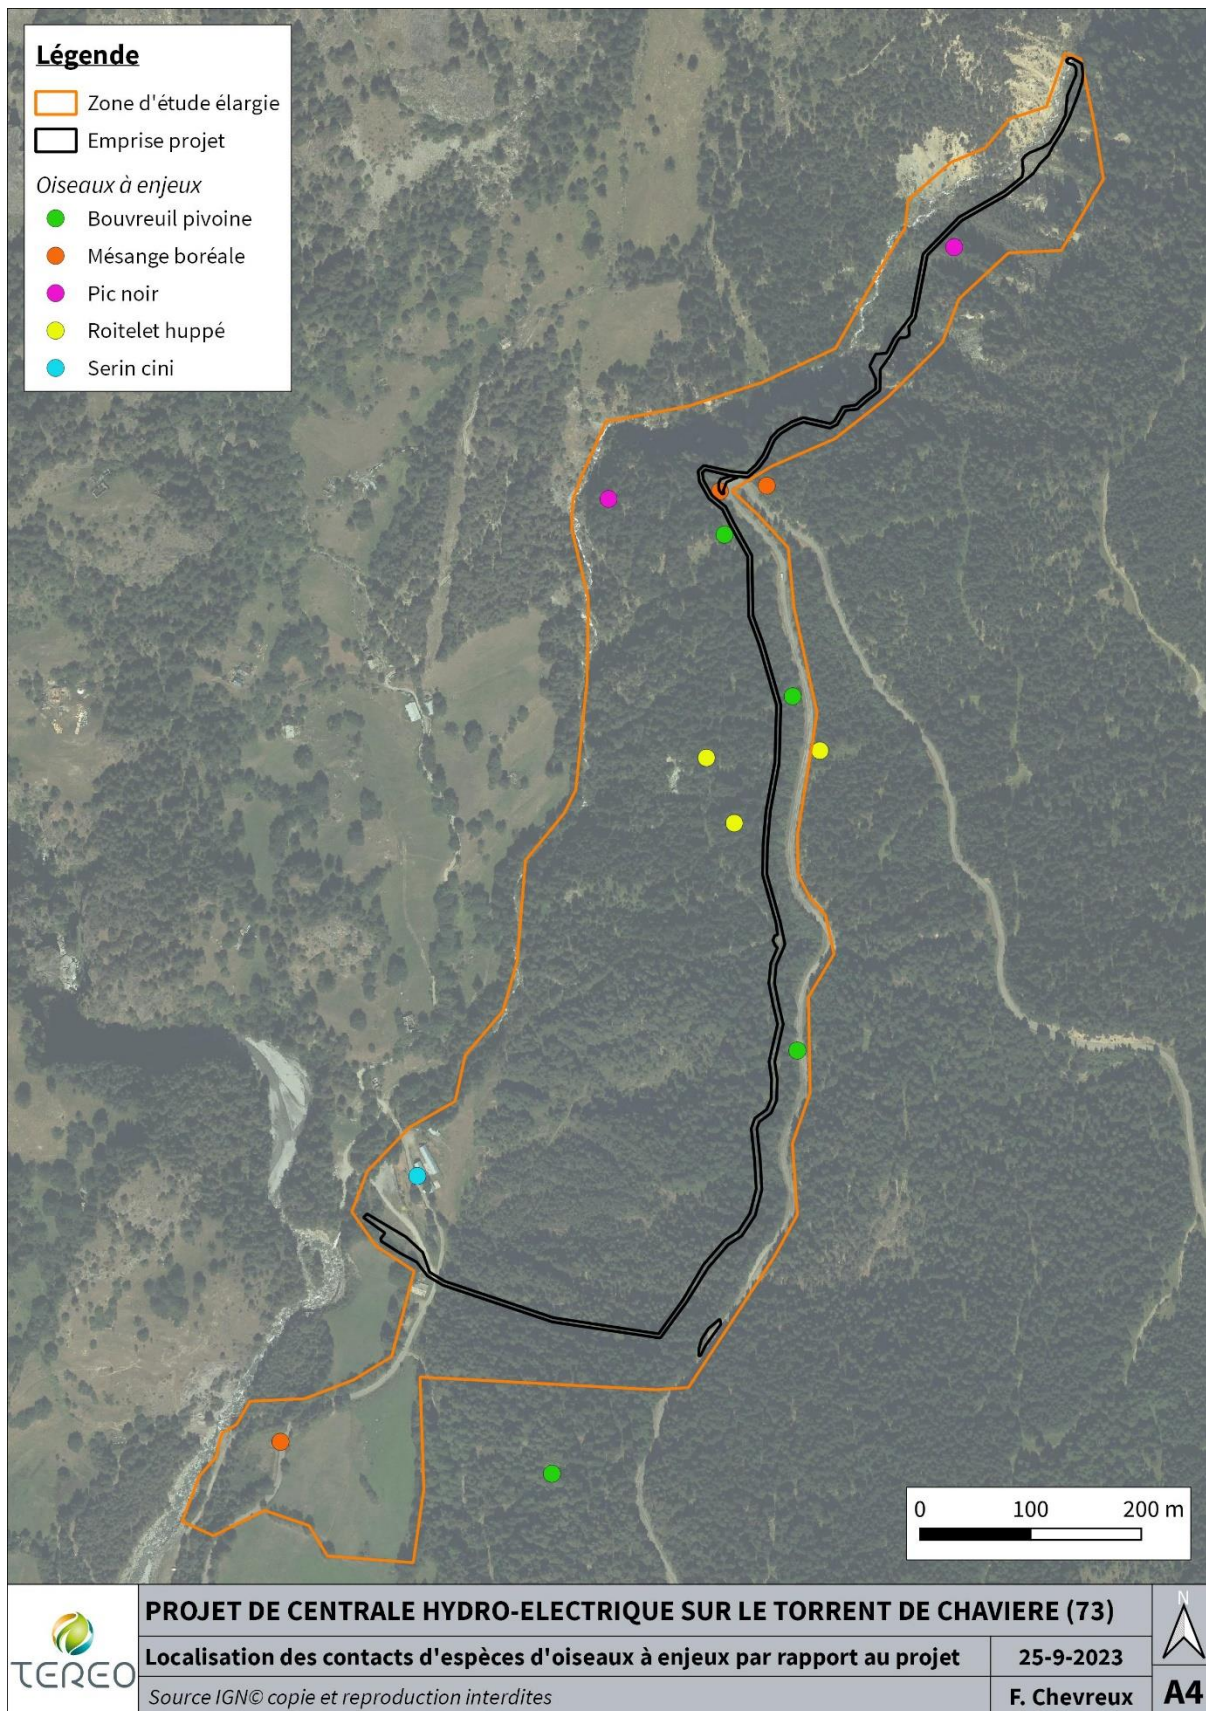 Légende
Zone d'étude élargie
Emprise projet
Oiseaux à enjeux
Bouvreuil pivoine
Mésange boréale
Pic noir
Roitelet huppé
Serin cini
0 100 200 m
TEREO
PROJET DE CENTRALE HYDRO-ELECTRIQUE SUR LE TORRENT DE CHAVIERE (73)
Localisation des contacts d'espèces d'oiseaux à enjeux par rapport au projet
25-9-2023
Source IGN© copie et reproduction interdites
F. Chevreux
N
A4